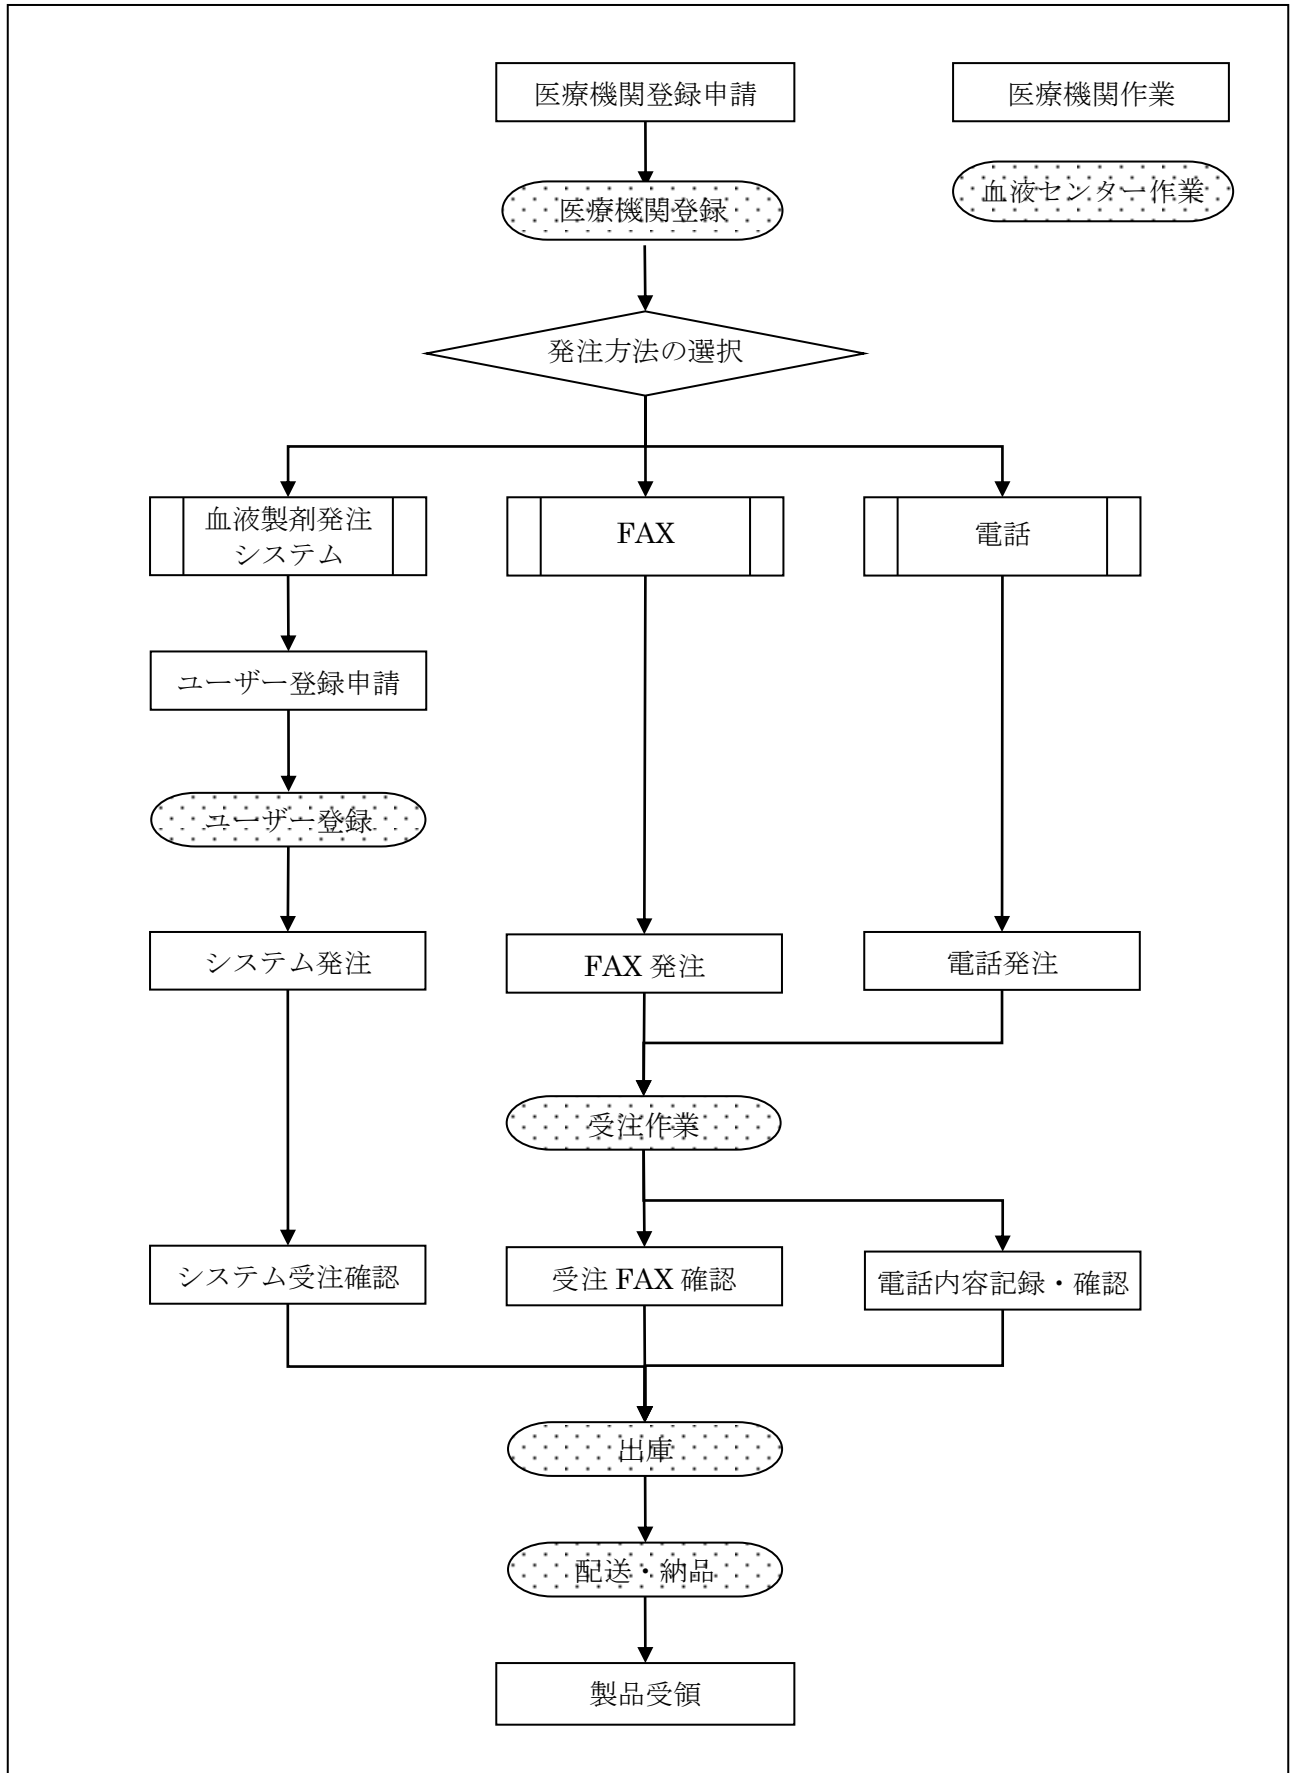 医療機関登録申請
医療機関作業
医療機関登録
血液センター作業
発注方法の選択
血液製剤発注
システム
FAX
電話
ユーザー登録申請
ユーザー登録
システム発注
FAX 発注
電話発注
受注作業
システム受注確認
受注 FAX 確認
電話内容記録・確認
出庫
配送・納品
製品受領